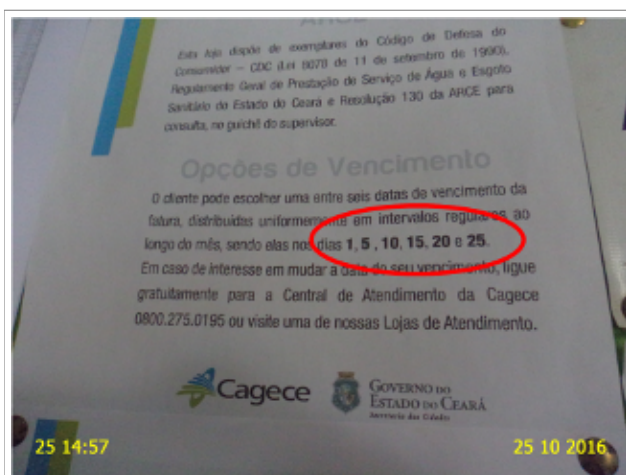 ARCE
Esta loja dispõe de exemplares do Código de Defesa do
Consumidor – CDC (Lei 8078 de 11 de setembro de 1990),
Regulamento Geral de Prestação de Serviço de Água e Esgoto
Sanitário do Estado do Ceará e Resolução 130 da ARCE para
consulta, no guichê do supervisor.
Opções de Vencimento
O cliente pode escolher uma entre seis datas de vencimento da
fatura, distribuídas uniformemente em intervalos regulares ao
longo do mês, sendo elas nos dias 1, 5 , 10, 15, 20 e 25.
Em caso de interesse em mudar a data do seu vencimento, ligue
gratuitamente para a Central de Atendimento da Cagece
0800.275.0195 ou visite uma de nossas Lojas de Atendimento.
Cagece
GOVERNO DO
ESTADO DO CEARÁ
Secretaria das Cidades
25 14:57
25 10 2016